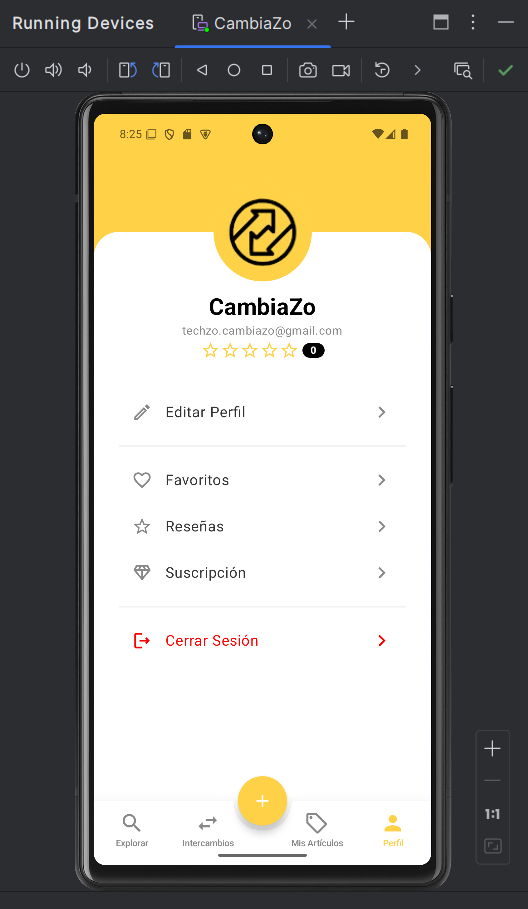 Running Devices
CambiaZo
8:25
CambiaZo
techzo.cambiazo@gmail.com
0
Editar Perfil
Favoritos
Reseñas
Suscripción
Cerrar Sesión
Explorar
Intercambios
Mis Artículos
Perfil
1:1